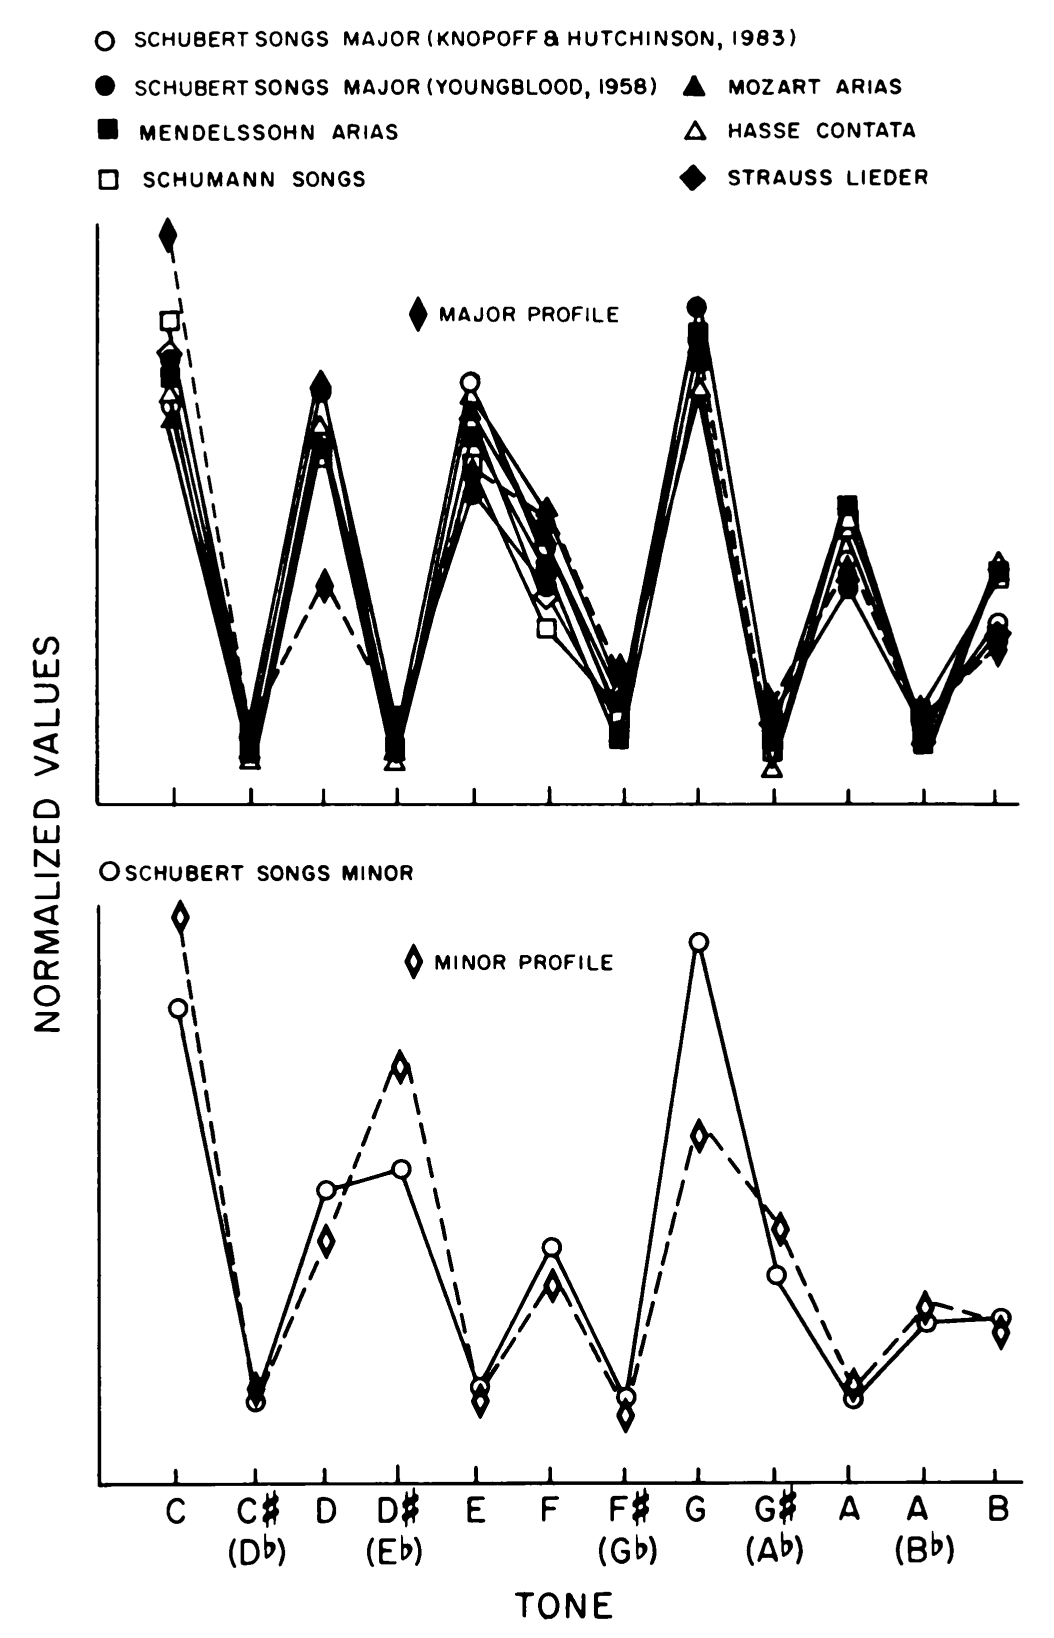 SCHUBERT SONGS MAJOR (KNOPOFF & HUTCHINSON, 1983)
SCHUBERT SONGS MAJOR (YOUNGBLOOD, 1958) MOZART ARIAS
MENDELSSOHN ARIAS HASSE CONTATA
SCHUMANN SONGS STRAUSS LIEDER
MAJOR PROFILE
NORMALIZED VALUES
SCHUBERT SONGS MINOR
MINOR PROFILE
C C♯ D D♯ E F F♯ G G♯ A A B
(D♭) (E♭) (G♭) (A♭) (B♭)
TONE